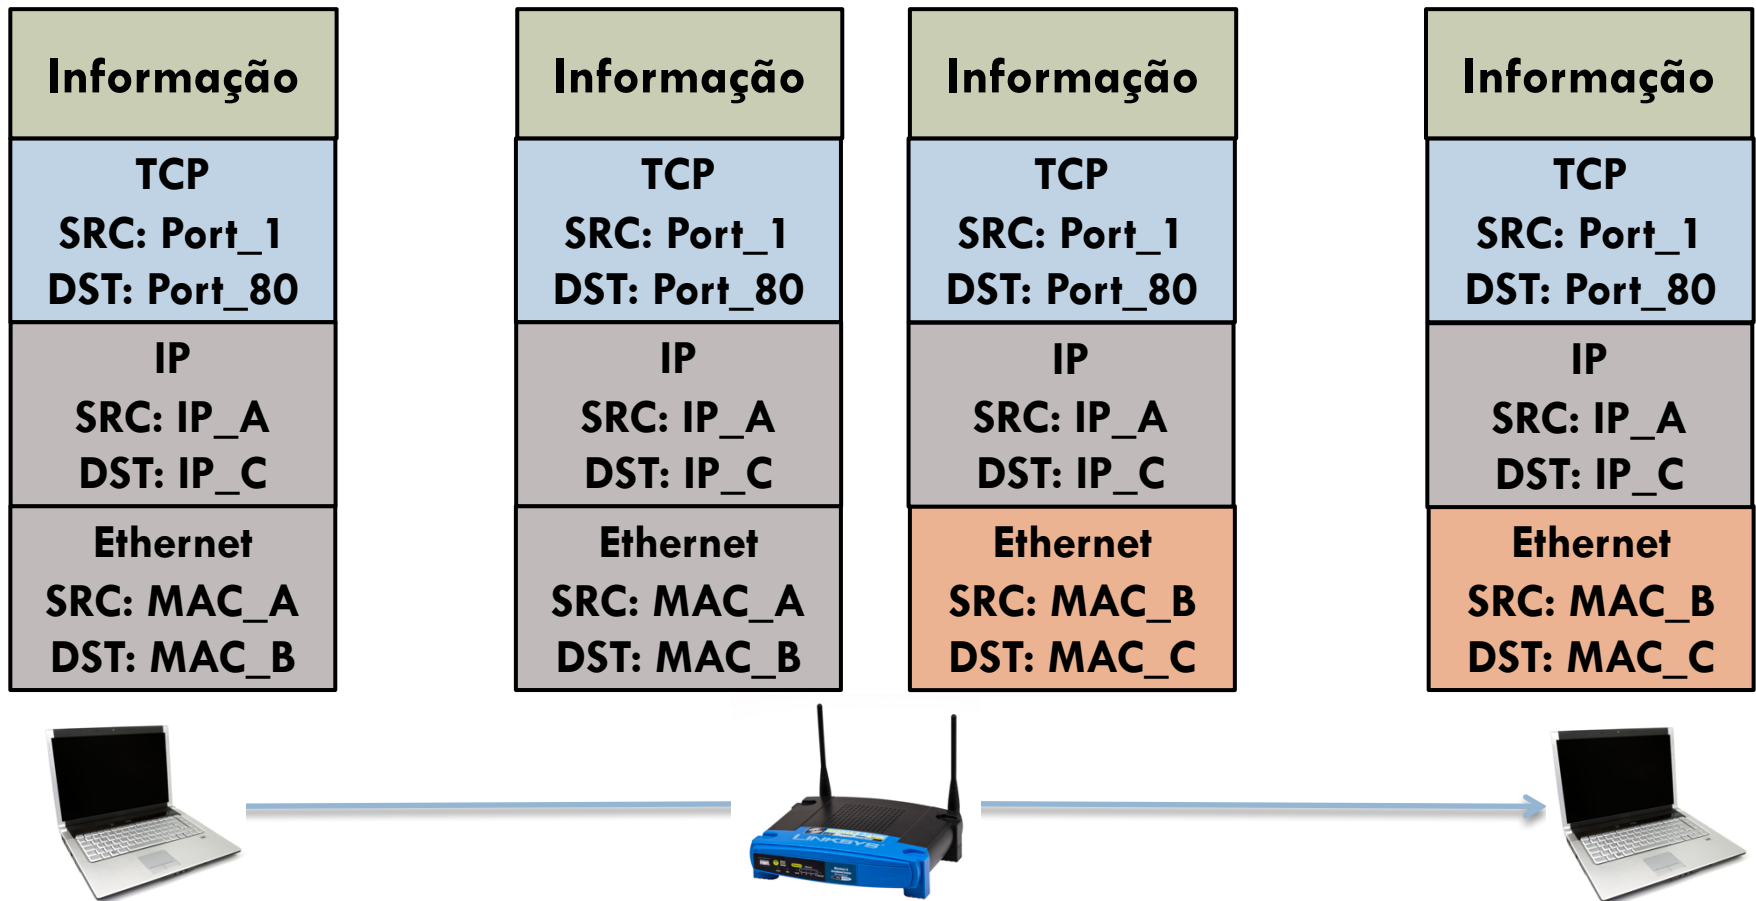 Informação
TCP
SRC: Port_1
DST: Port_80
IP
SRC: IP_A
DST: IP_C
Ethernet
SRC: MAC_A
DST: MAC_B
Informação
TCP
SRC: Port_1
DST: Port_80
IP
SRC: IP_A
DST: IP_C
Ethernet
SRC: MAC_A
DST: MAC_B
Informação
TCP
SRC: Port_1
DST: Port_80
IP
SRC: IP_A
DST: IP_C
Ethernet
SRC: MAC_B
DST: MAC_C
Informação
TCP
SRC: Port_1
DST: Port_80
IP
SRC: IP_A
DST: IP_C
Ethernet
SRC: MAC_B
DST: MAC_C
LINKSYS